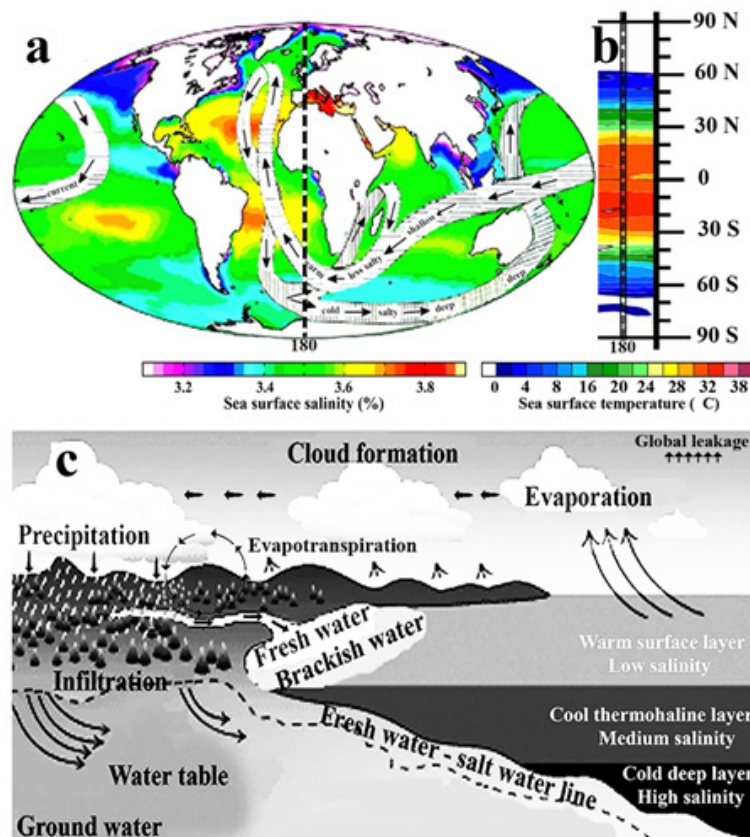 a
b
90 N
60 N
30 N
0
30 S
60 S
90 S
current
shallow
less salty
warm
deep
cold salty deep
180
180
3.2 3.4 3.6 3.8
Sea surface salinity (%)
0 4 8 16 20 24 28 32 38
Sea surface temperature ( C)
c
Cloud formation
Global leakage
Evaporation
Precipitation
Evapotranspiration
Fresh water
Brackish water
Warm surface layer
Low salinity
Infiltration
Cool thermohaline layer
Medium salinity
Fresh water - salt water line
Water table
Cold deep layer
High salinity
Ground water